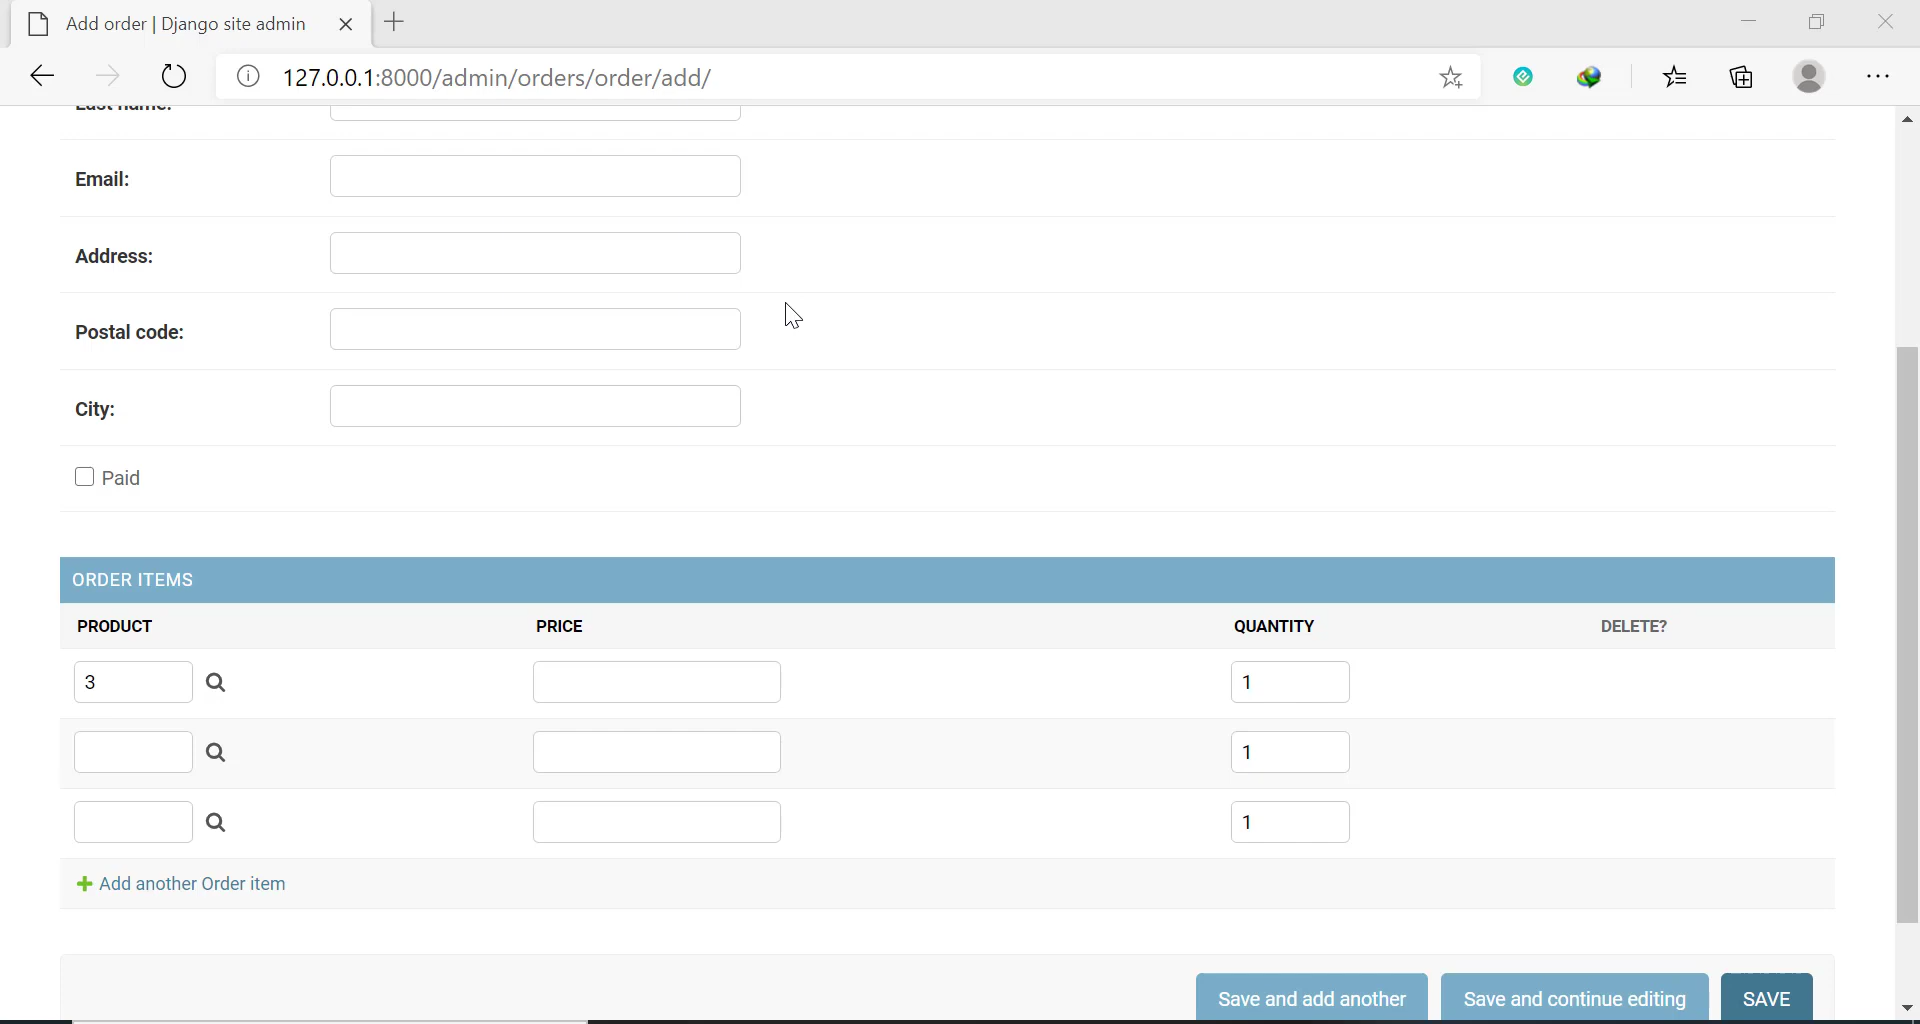 Add order | Django site admin
127.0.0.1:8000/admin/orders/order/add/
Last name:
Email:
Address:
Postal code:
City:
Paid
ORDER ITEMS
PRODUCT PRICE QUANTITY DELETE?
3 1
1
1
Add another Order item
Save and add another Save and continue editing SAVE